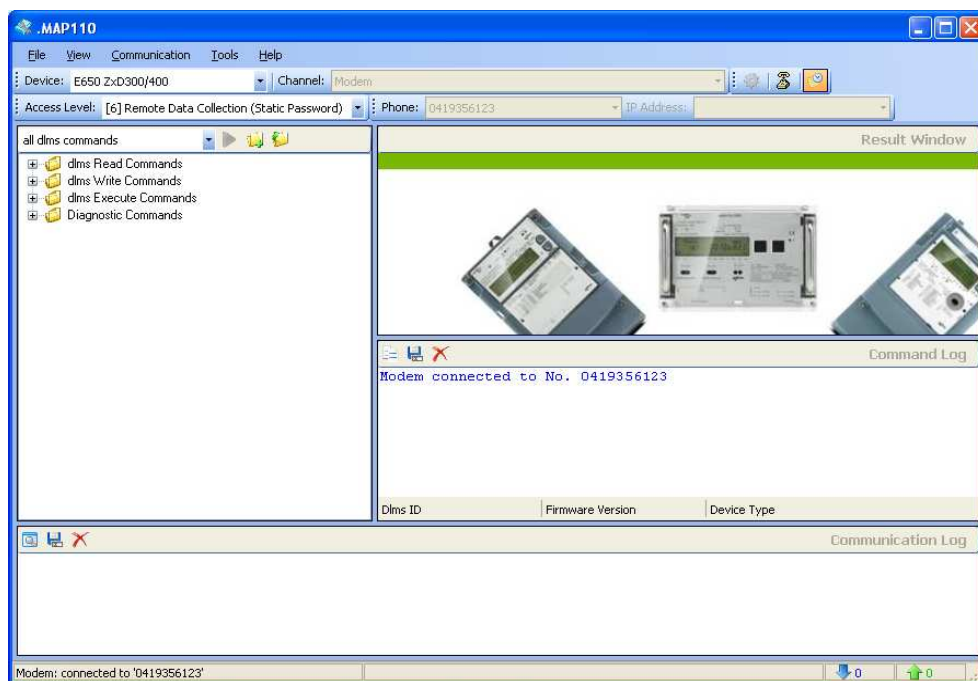 .MAP110
File View Communication Tools Help
Device: E650 ZxD300/400 Channel: Modem
Access Level: [6] Remote Data Collection (Static Password) Phone: 0419356123 IP Address:
all dlms commands
Result Window
dlms Read Commands
dlms Write Commands
dlms Execute Commands
Diagnostic Commands
Command Log
Modem connected to No. 0419356123
Dlms ID Firmware Version Device Type
Communication Log
Modem: connected to '0419356123' 0 0